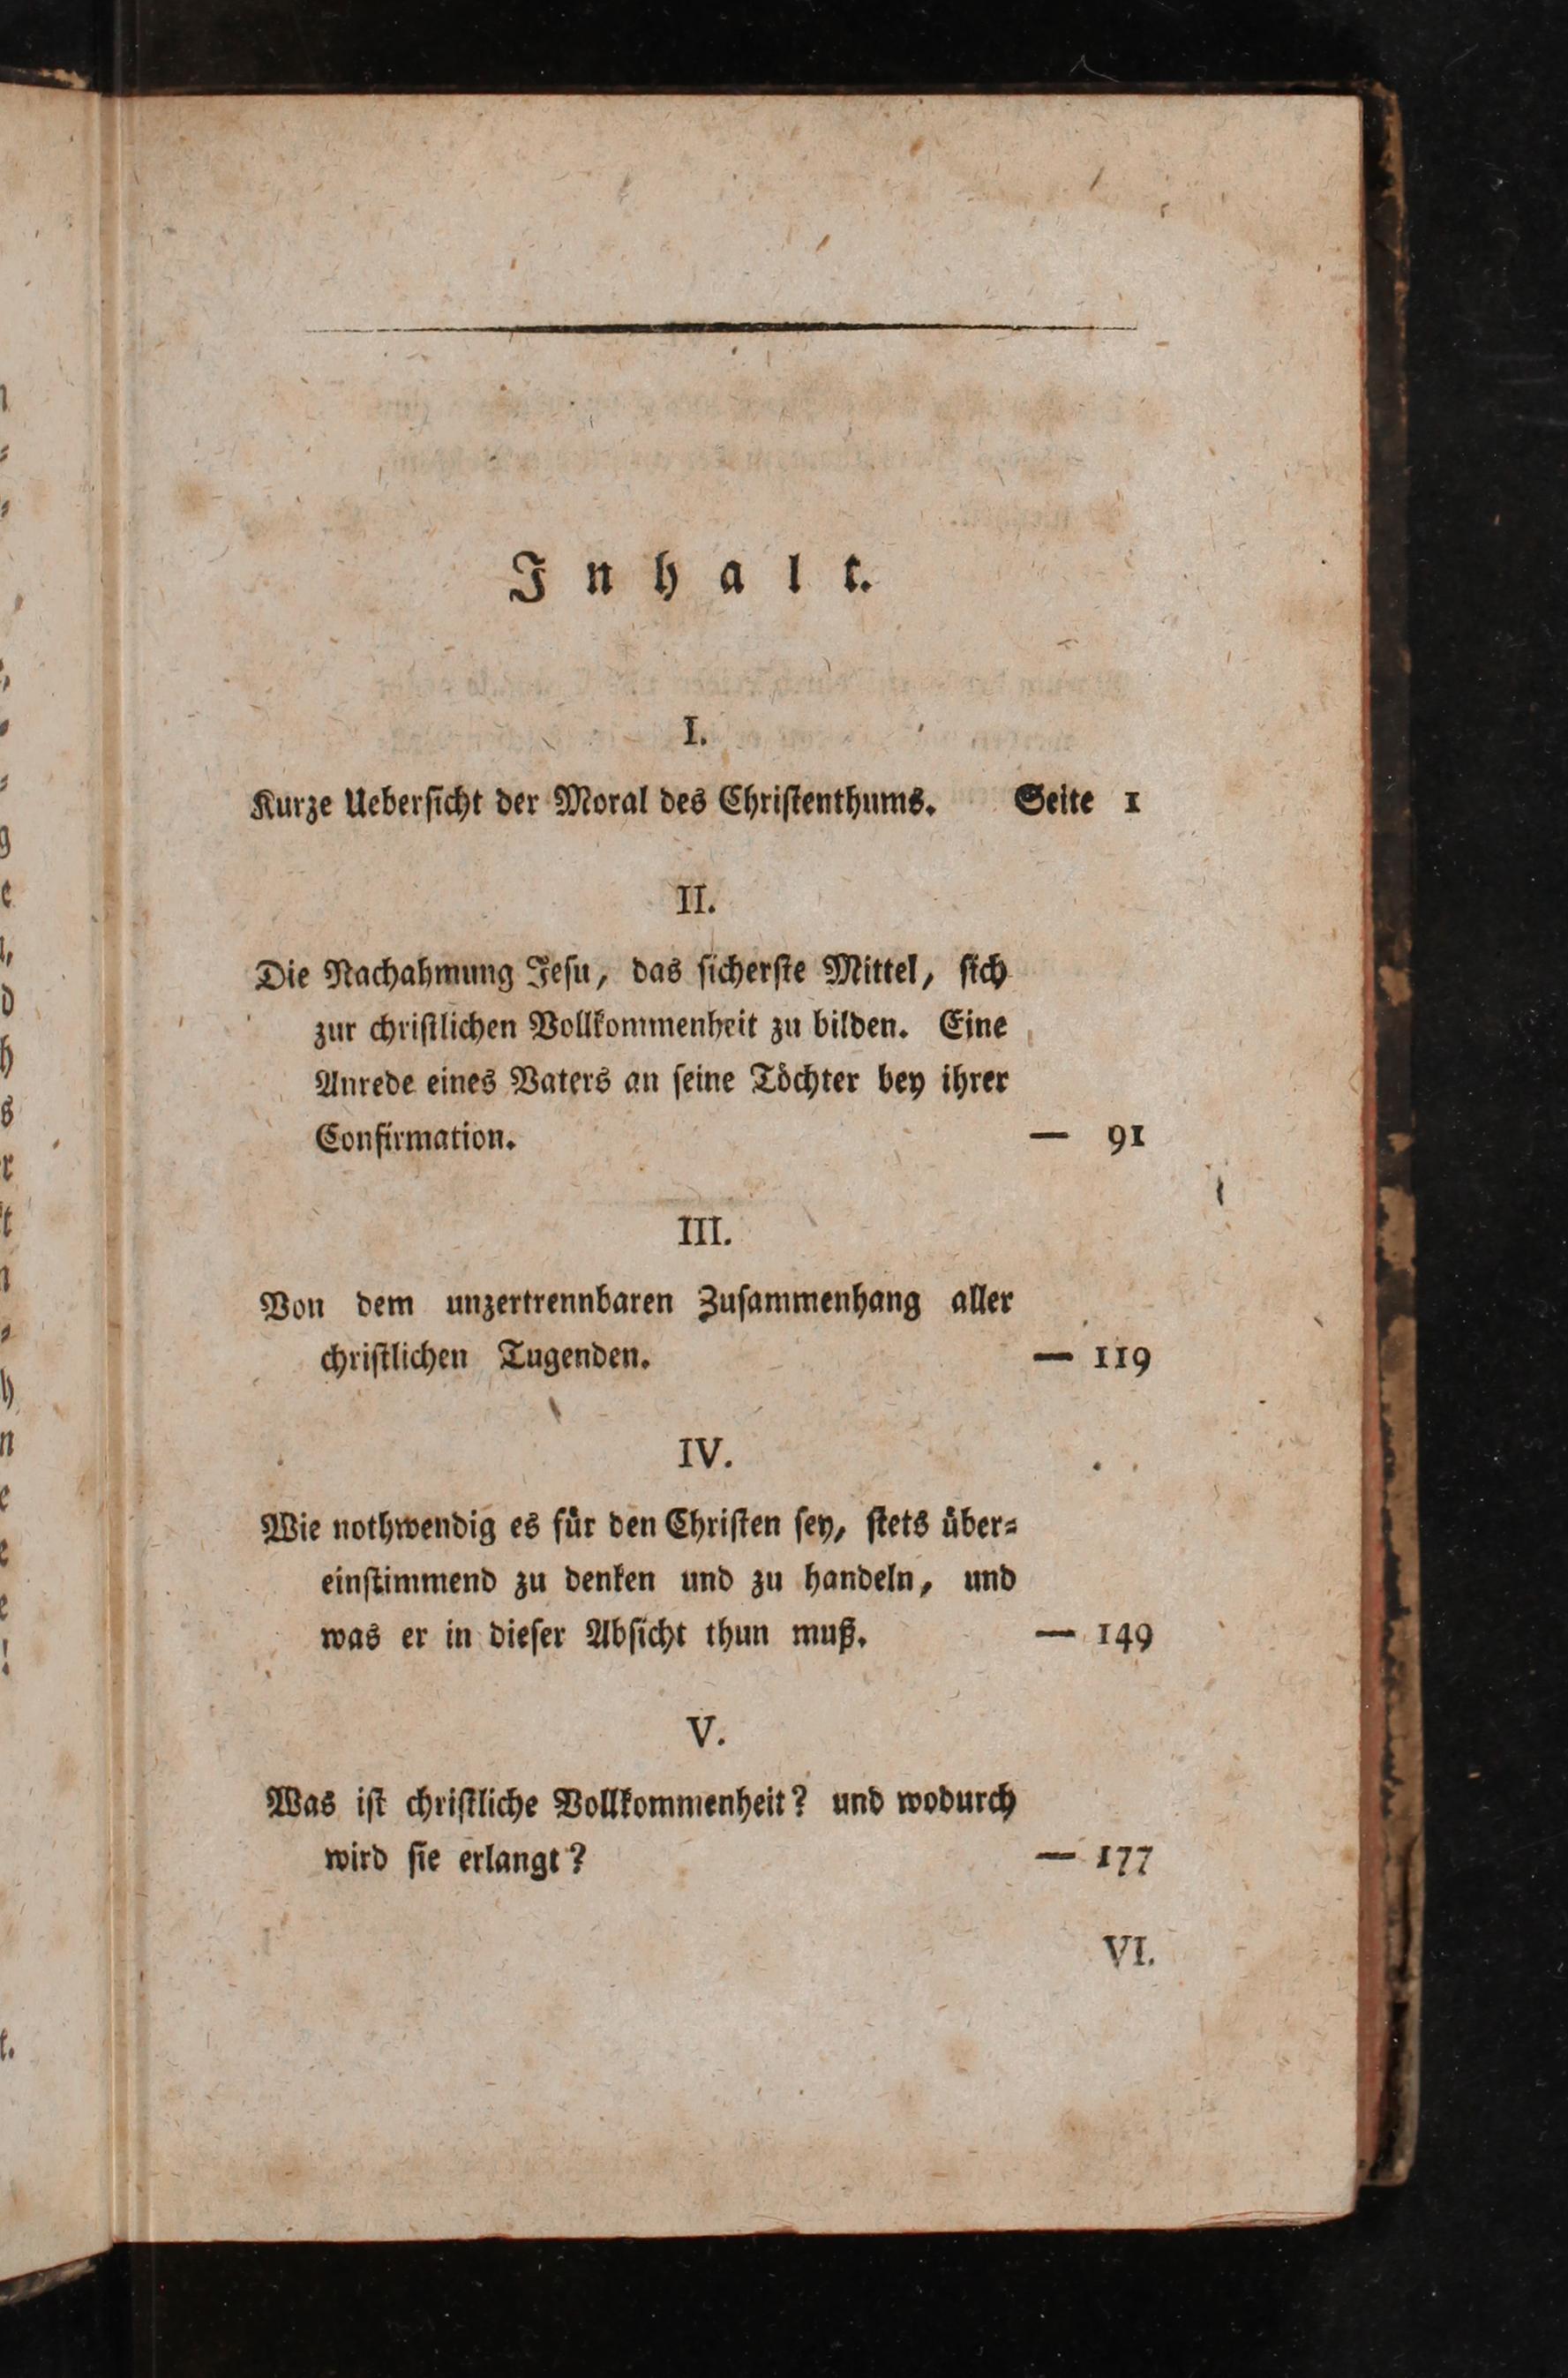 Inhalt.
I.
Kurze Ueberſicht der Moral des Chriſtenthums. Seite 1
II.
Die Nachahmung Jeſu, das ſicherſte Mittel, ſich
zur chriſtlichen Vollkommenheit zu bilden. Eine
Anrede eines Vaters an ſeine Töchter bey ihrer
Confirmation. — 91
III.
Von dem unzertrennbaren Zuſammenhang aller
chriſtlichen Tugenden. — 119
IV.
Wie nothwendig es für den Chriſten ſey, ſtets über⸗
einſtimmend zu denken und zu handeln, und
was er in dieſer Abſicht thun muß. — 149
V.
Was iſt chriſtliche Vollkommenheit? und wodurch
wird ſie erlangt? — 177
VI.